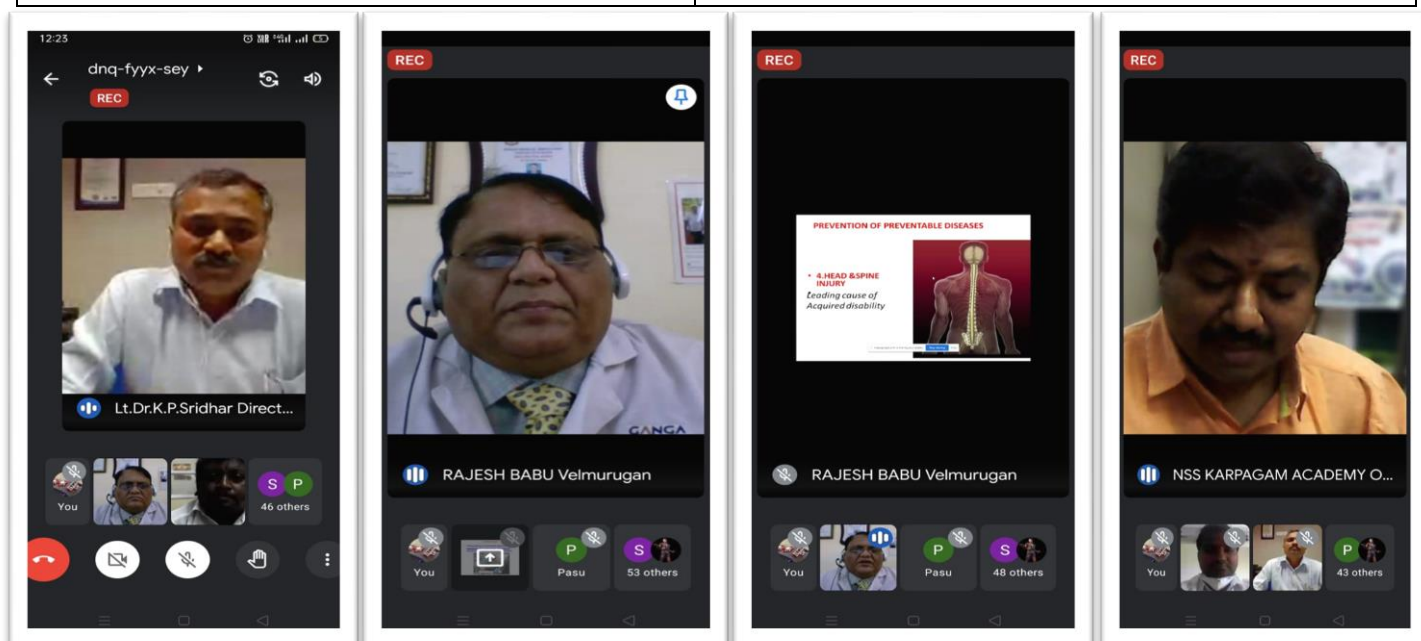 12:23
dnq-fyyx-sey
REC
Lt.Dr.K.P.Sridhar Direct...
You
S
P
46 others
REC
GANGA
RAJESH BABU Velmurugan
You
P
Pasu
S
53 others
REC
PREVENTION OF PREVENTABLE DISEASES
• 4.HEAD &SPINE
INJURY
Leading cause of
Acquired disability
RAJESH BABU Velmurugan
You
P
Pasu
S
48 others
REC
NSS KARPAGAM ACADEMY O...
You
P
43 others